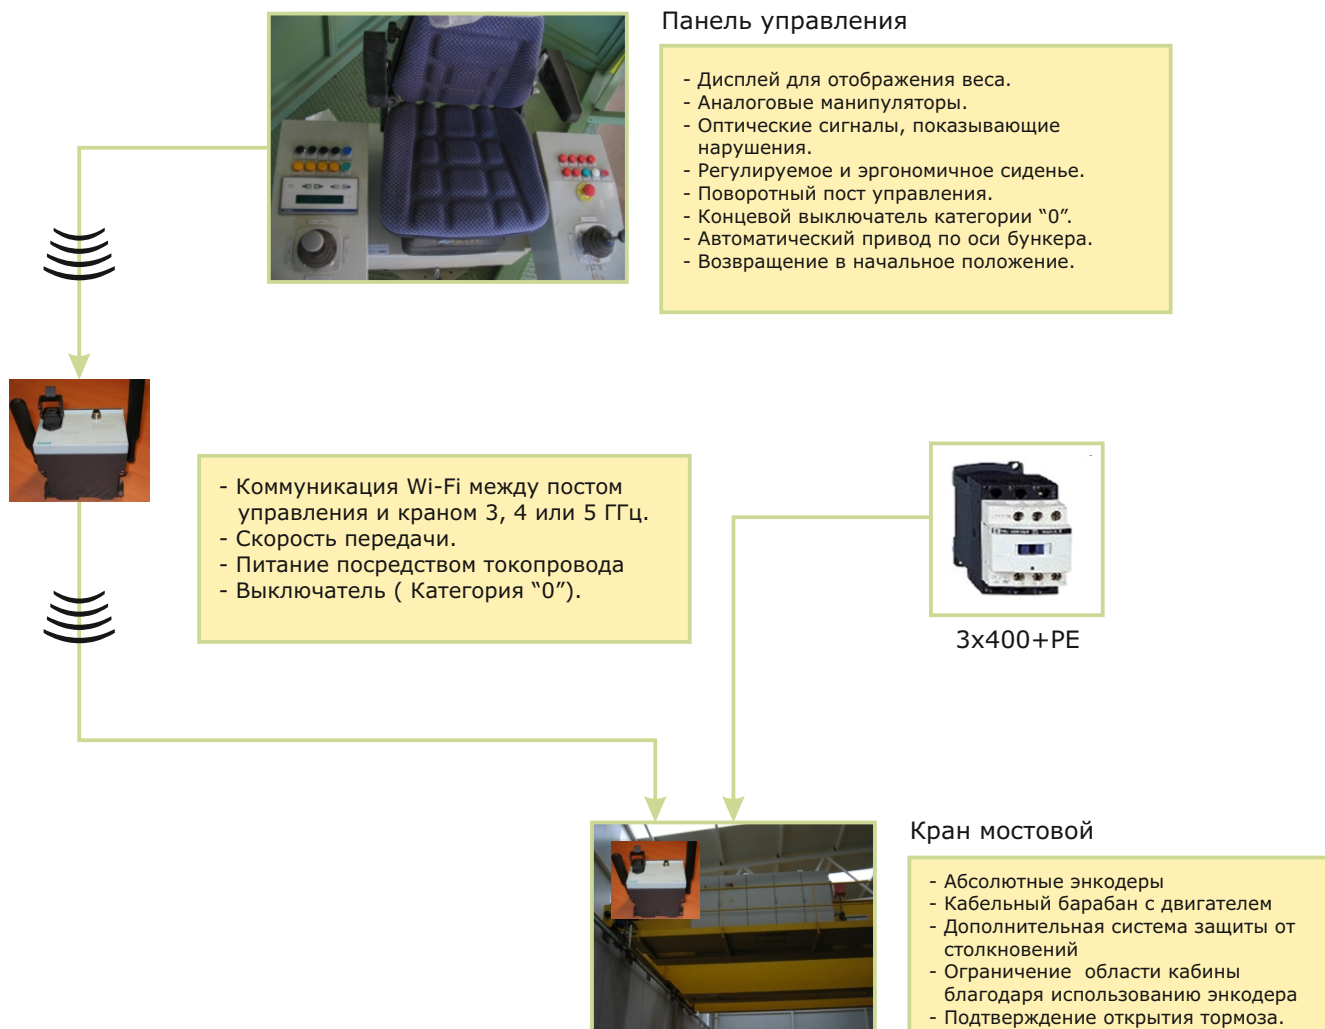 Панель управления
- Дисплей для отображения веса.
- Аналоговые манипуляторы.
- Оптические сигналы, показывающие
нарушения.
- Регулируемое и эргономичное сиденье.
- Поворотный пост управления.
- Концевой выключатель категории “0”.
- Автоматический привод по оси бункера.
- Возвращение в начальное положение.
- Коммуникация Wi-Fi между постом
управления и краном 3, 4 или 5 ГГц.
- Скорость передачи.
- Питание посредством токопровода
- Выключатель ( Категория “0”).
3x400+PE
Кран мостовой
- Абсолютные энкодеры
- Кабельный барабан с двигателем
- Дополнительная система защиты от
столкновений
- Ограничение  области кабины
благодаря использованию энкодера
- Подтверждение открытия тормоза.